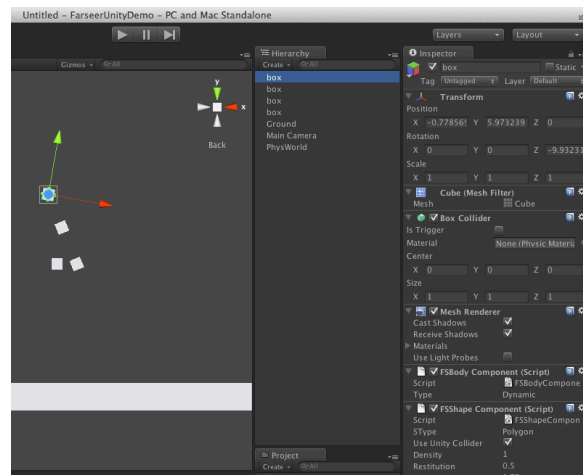 Untitled - FarseerUnityDemo - PC and Mac Standalone
Layers
Layout
Gizmos
All
y
x
Back
Hierarchy
Create
All
box
box
box
box
Ground
Main Camera
PhysWorld
Project
Create
All
Inspector
box
Static
Tag Untagged Layer Default
Transform
Position
X -0.77856 Y 5.973239 Z 0
Rotation
X 0 Y 0 Z -9.93231
Scale
X 1 Y 1 Z 1
Cube (Mesh Filter)
Mesh Cube
Box Collider
Is Trigger
Material None (Physic Materia
Center
X 0 Y 0 Z 0
Size
X 1 Y 1 Z 1
Mesh Renderer
Cast Shadows
Receive Shadows
Materials
Use Light Probes
FSBody Component (Script)
Script FSBodyCompone
Type Dynamic
FSShape Component (Script)
Script FSShapeCompon
SType Polygon
Use Unity Collider
Density 1
Restitution 0.5